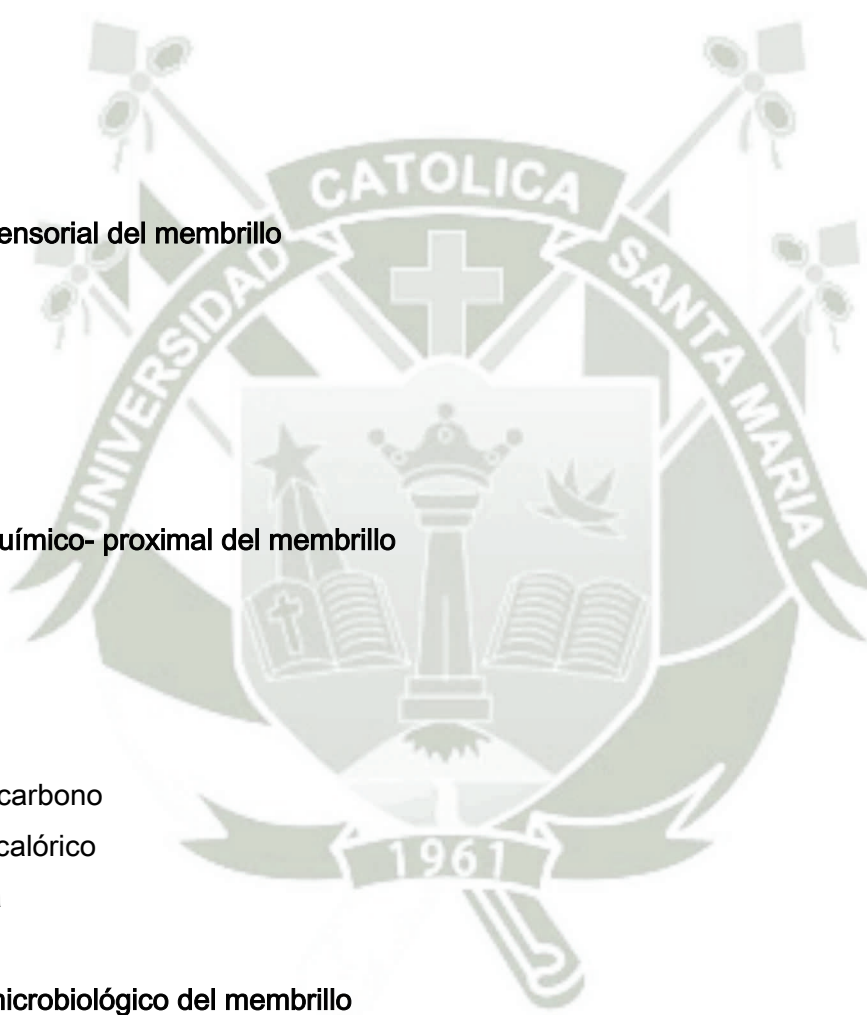 ensorial del membrillo
UNIVERSIDAD CATOLICA SANTA MARIA
uímico- proximal del membrillo
carbono
calórico
1961
nicrobiológico del membrillo